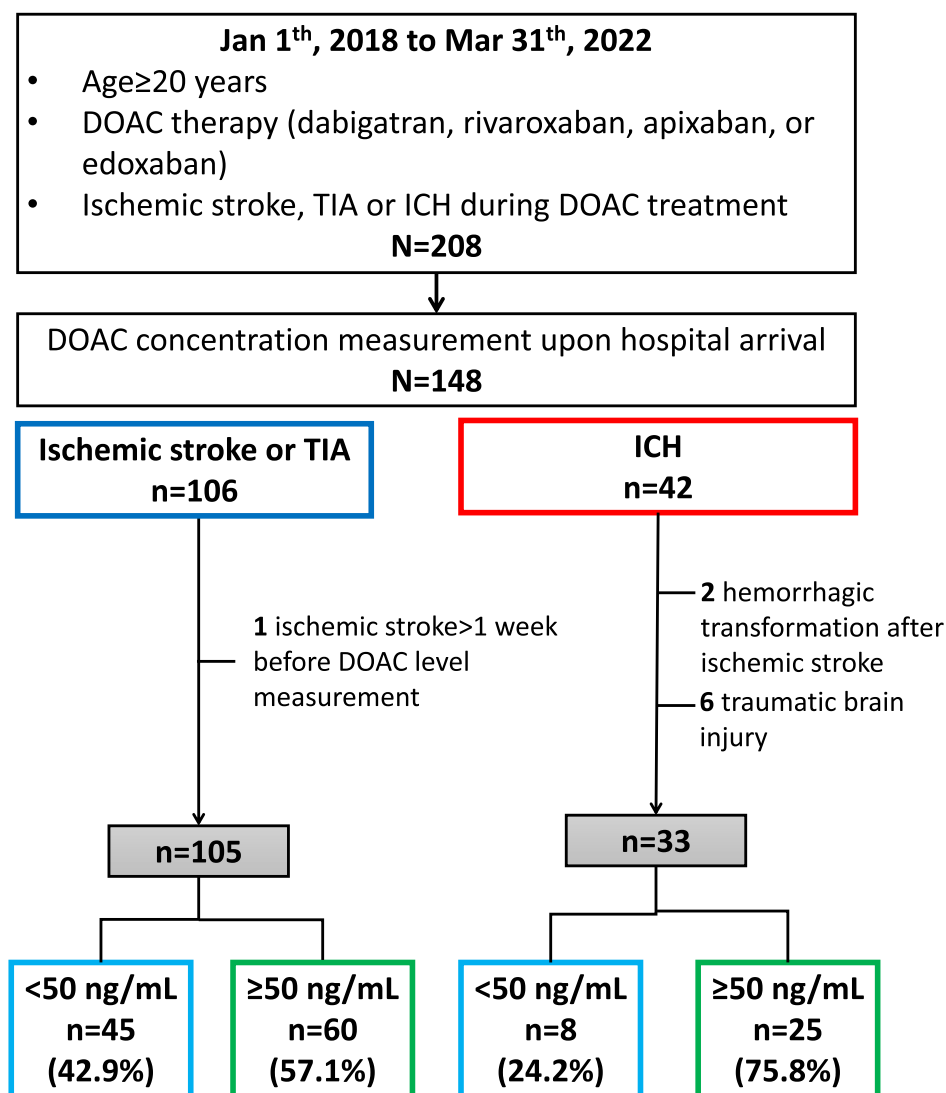 Jan 1th, 2018 to Mar 31th, 2022
• Age≥20 years
• DOAC therapy (dabigatran, rivaroxaban, apixaban, or
edoxaban)
• Ischemic stroke, TIA or ICH during DOAC treatment
N=208
DOAC concentration measurement upon hospital arrival
N=148
Ischemic stroke or TIA
n=106
ICH
n=42
1 ischemic stroke>1 week
before DOAC level
measurement
2 hemorrhagic
transformation after
ischemic stroke
6 traumatic brain
injury
n=105
n=33
<50 ng/mL
n=45
(42.9%)
≥50 ng/mL
n=60
(57.1%)
<50 ng/mL
n=8
(24.2%)
≥50 ng/mL
n=25
(75.8%)